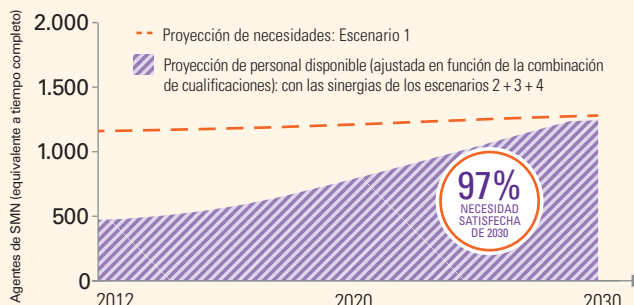 Agentes de SMN (equivalente a tiempo completo)
2.000
1.500
1.000
500
0
Proyección de necesidades: Escenario 1
Proyección de personal disponible (ajustada en función de la combinación
de cualificaciones): con las sinergias de los escenarios 2 + 3 + 4
97%
NECESIDAD
SATISFECHA
DE 2030
2012
2020
2030